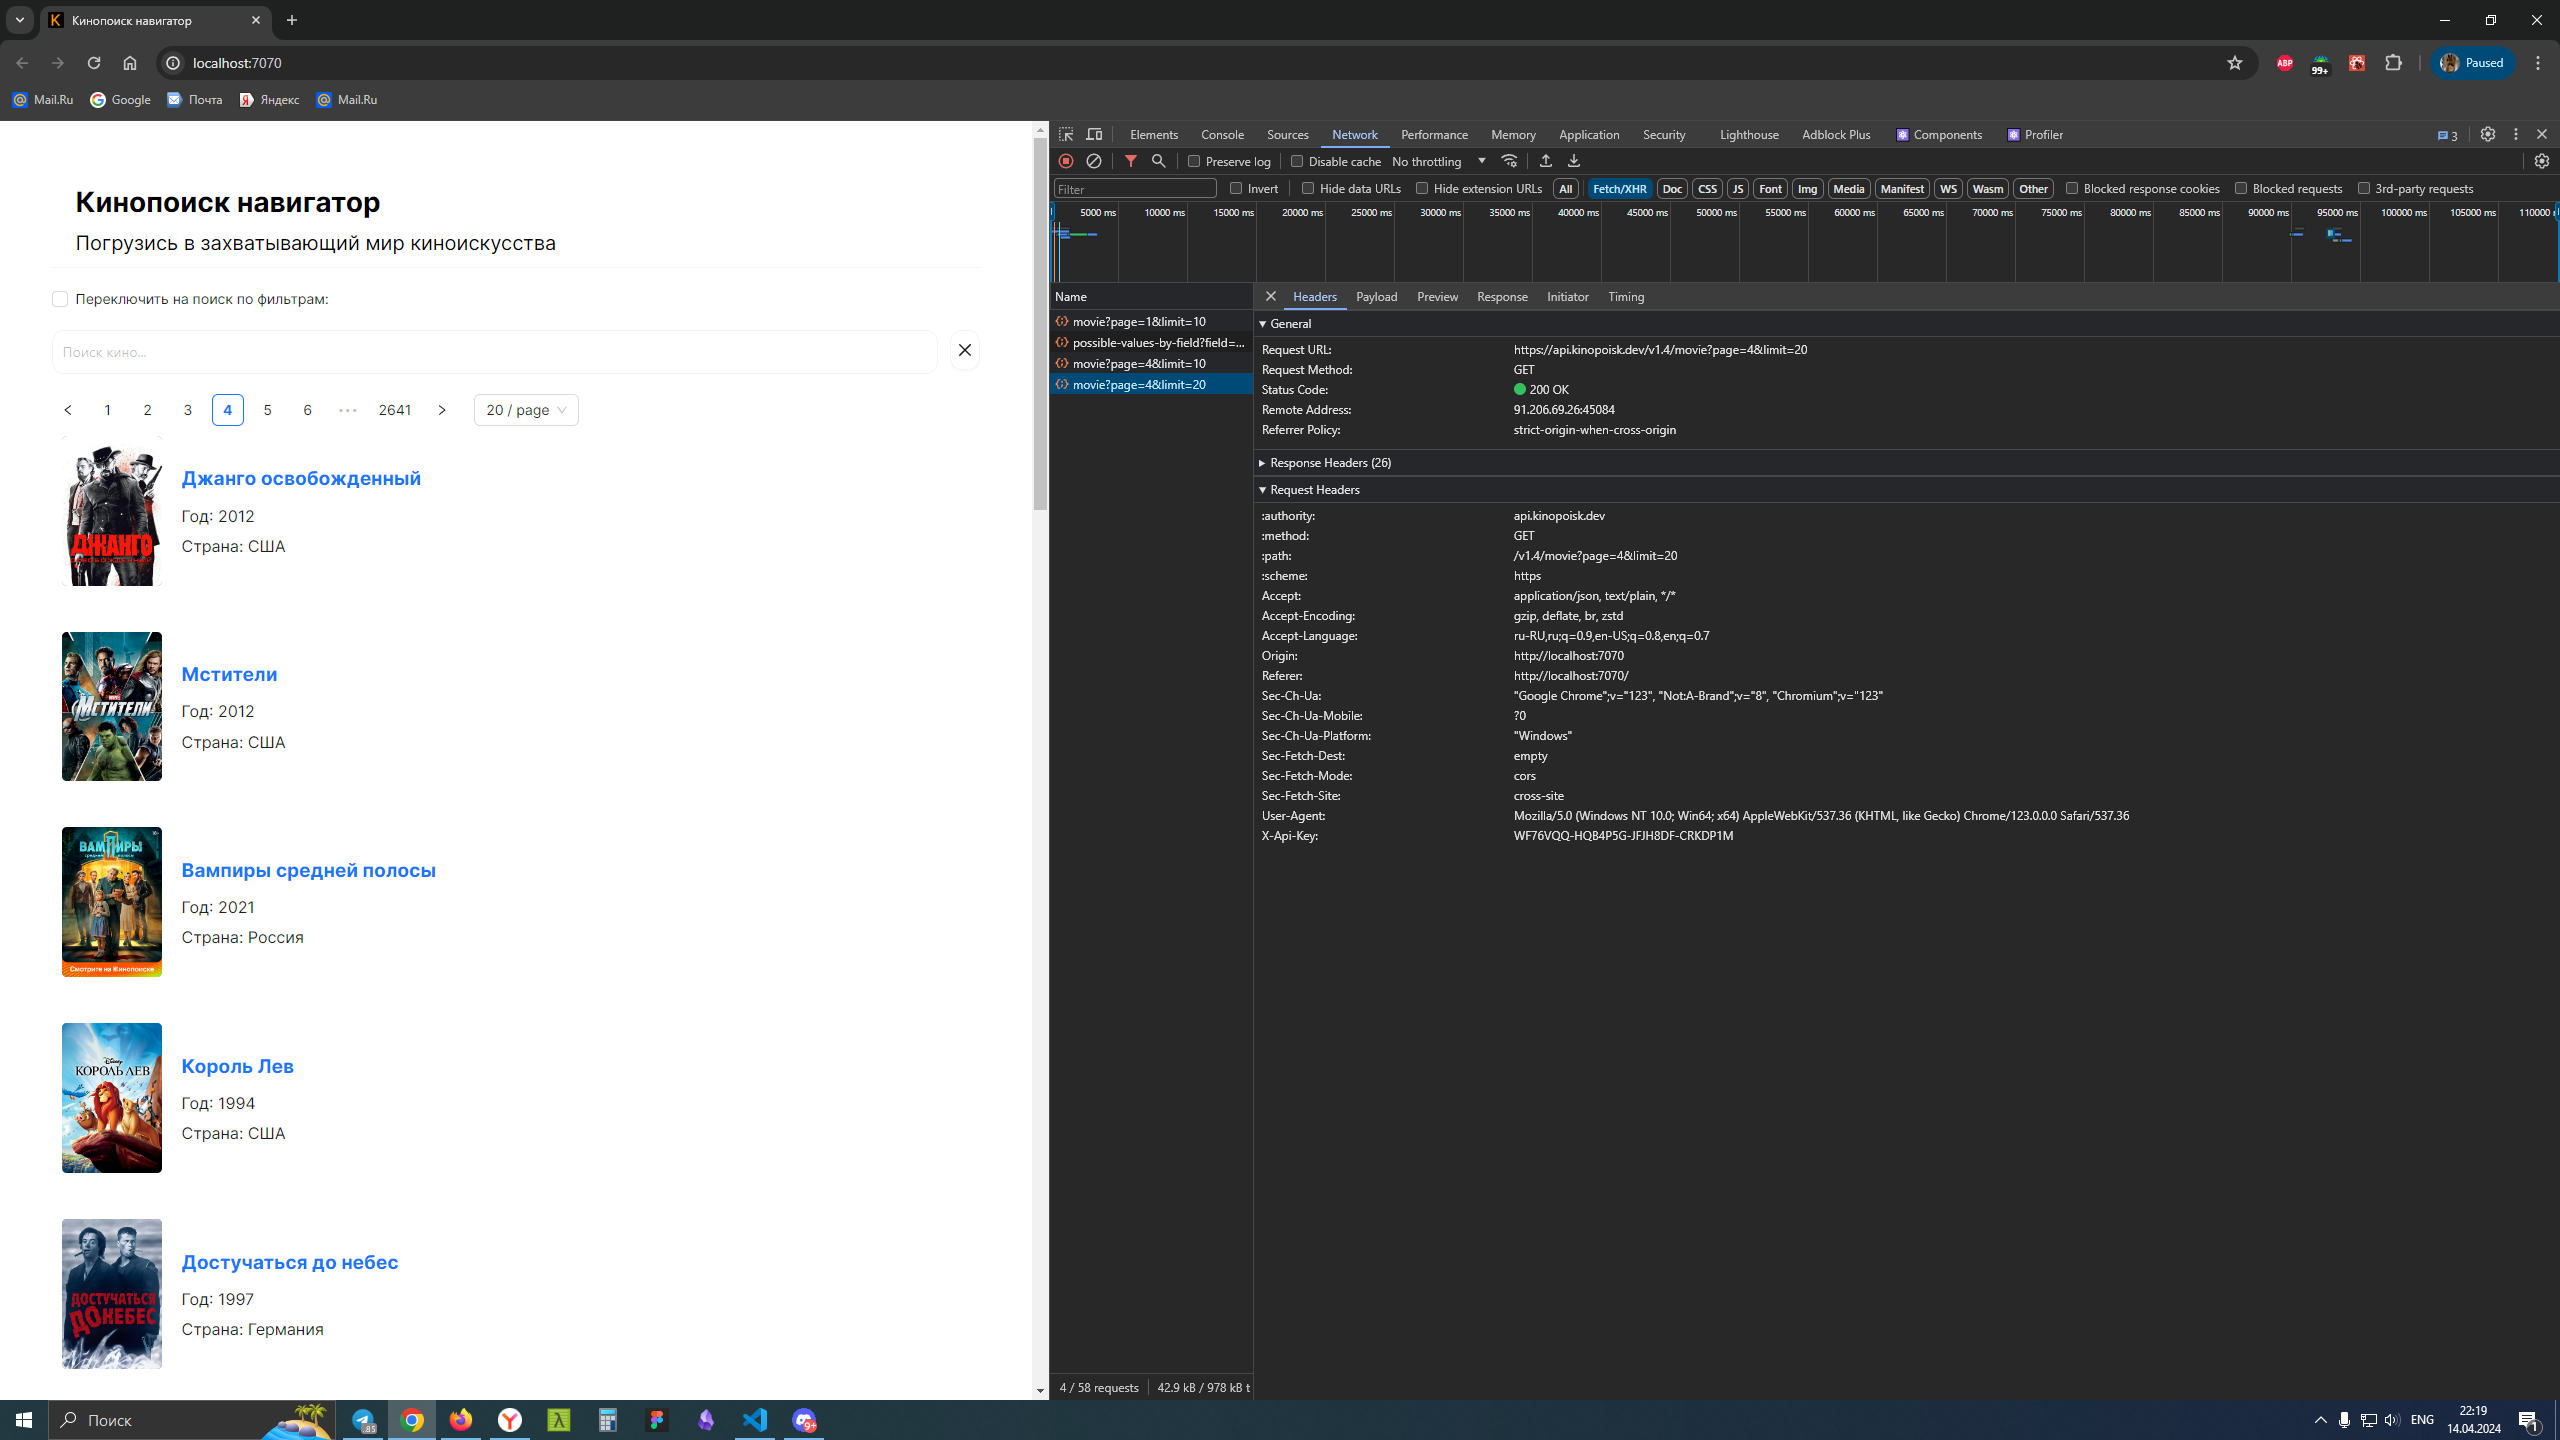 Кинопоиск навигатор
localhost:7070
ABP
99+
Paused
Mail.Ru
Google
Почта
Яндекс
Mail.Ru
Кинопоиск навигатор
Погрузись в захватывающий мир киноискусства
Переключить на поиск по фильтрам:
Поиск кино...
1 2 3 4 5 6 ••• 2641 20 / page
ДЖАНГО
Джанго освобожденный
Год: 2012
Страна: США
МСТИТЕЛИ
Мстители
Год: 2012
Страна: США
ВАМПИРЫ
средней полосы
Смотрите на Кинопоиске
Вампиры средней полосы
Год: 2021
Страна: Россия
Disney
КОРОЛЬ ЛЕВ
Король Лев
Год: 1994
Страна: США
ДОСТУЧАТЬСЯ
ДО НЕБЕС
Достучаться до небес
Год: 1997
Страна: Германия
Elements Console Sources Network Performance Memory Application Security Lighthouse Adblock Plus Components Profiler 3
Preserve log Disable cache No throttling
Filter Invert Hide data URLs Hide extension URLs All Fetch/XHR Doc CSS JS Font Img Media Manifest WS Wasm Other Blocked response cookies Blocked requests 3rd-party requests
5000 ms 10000 ms 15000 ms 20000 ms 25000 ms 30000 ms 35000 ms 40000 ms 45000 ms 50000 ms 55000 ms 60000 ms 65000 ms 70000 ms 75000 ms 80000 ms 85000 ms 90000 ms 95000 ms 100000 ms 105000 ms 110000
Name
movie?page=1&limit=10
possible-values-by-field?field=...
movie?page=4&limit=10
movie?page=4&limit=20
4 / 58 requests 42.9 kB / 978 kB t
Headers Payload Preview Response Initiator Timing
General
Request URL: https://api.kinopoisk.dev/v1.4/movie?page=4&limit=20
Request Method: GET
Status Code: 200 OK
Remote Address: 91.206.69.26:45084
Referrer Policy: strict-origin-when-cross-origin
Response Headers (26)
Request Headers
:authority: api.kinopoisk.dev
:method: GET
:path: /v1.4/movie?page=4&limit=20
:scheme: https
Accept: application/json, text/plain, */*
Accept-Encoding: gzip, deflate, br, zstd
Accept-Language: ru-RU,ru;q=0.9,en-US;q=0.8,en;q=0.7
Origin: http://localhost:7070
Referer: http://localhost:7070/
Sec-Ch-Ua: "Google Chrome";v="123", "Not:A-Brand";v="8", "Chromium";v="123"
Sec-Ch-Ua-Mobile: ?0
Sec-Ch-Ua-Platform: "Windows"
Sec-Fetch-Dest: empty
Sec-Fetch-Mode: cors
Sec-Fetch-Site: cross-site
User-Agent: Mozilla/5.0 (Windows NT 10.0; Win64; x64) AppleWebKit/537.36 (KHTML, like Gecko) Chrome/123.0.0.0 Safari/537.36
X-Api-Key: WF76VQQ-HQB4P5G-JFJH8DF-CRKDP1M
Поиск
ENG
22:19
14.04.2024
1